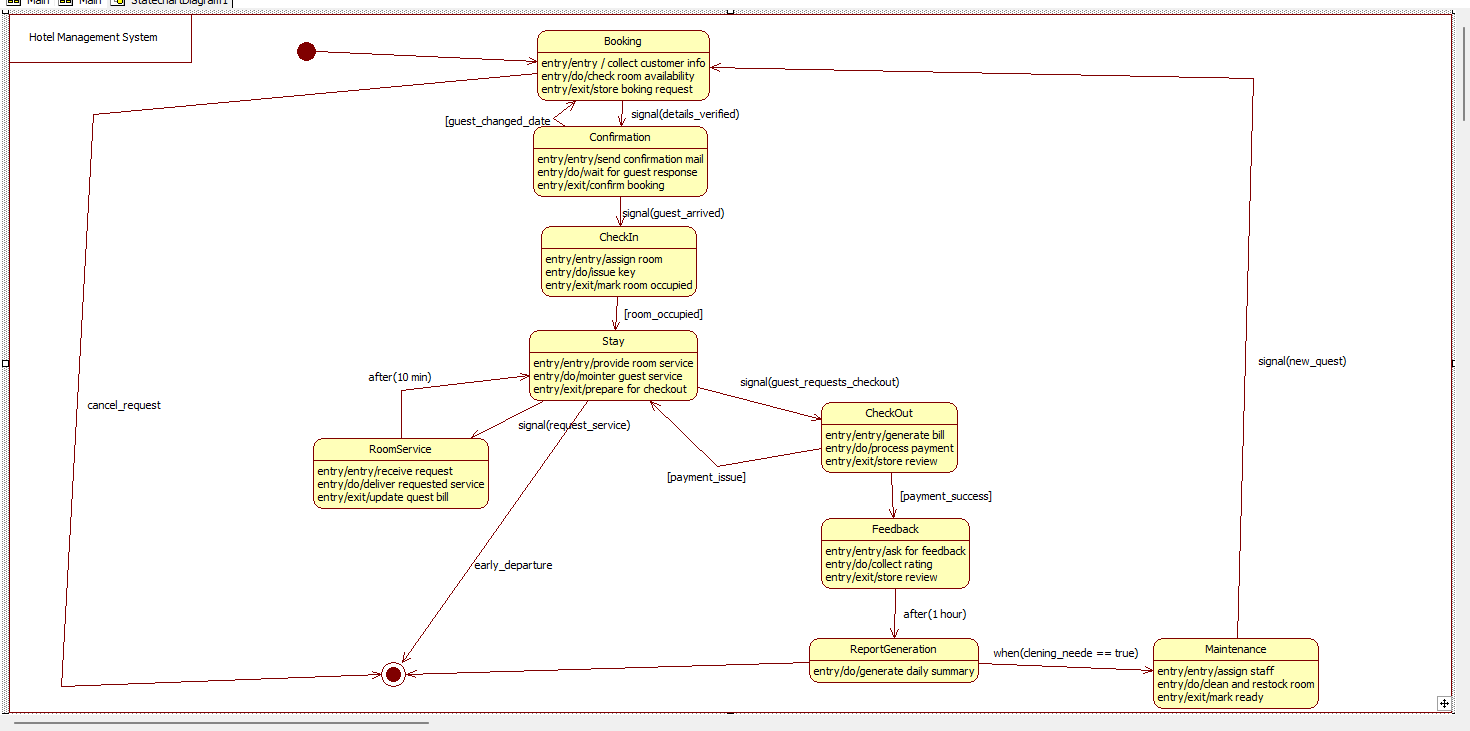 Main
Main
StatechartDiagram1
Hotel Management System
Booking
entry/entry / collect customer info
entry/do/check room availability
entry/exit/store boking request
[guest_changed_date
signal(details_verified)
Confirmation
entry/entry/send confirmation mail
entry/do/wait for guest response
entry/exit/confirm booking
signal(guest_arrived)
CheckIn
entry/entry/assign room
entry/do/issue key
entry/exit/mark room occupied
[room_occupied]
Stay
entry/entry/provide room service
entry/do/mointer guest service
entry/exit/prepare for checkout
after(10 min)
signal(guest_requests_checkout)
signal(new_quest)
cancel_request
signal(request_service)
CheckOut
entry/entry/generate bill
entry/do/process payment
entry/exit/store review
RoomService
entry/entry/receive request
entry/do/deliver requested service
entry/exit/update quest bill
[payment_issue]
[payment_success]
Feedback
entry/entry/ask for feedback
entry/do/collect rating
entry/exit/store review
early_departure
after(1 hour)
ReportGeneration
entry/do/generate daily summary
when(clening_neede == true)
Maintenance
entry/entry/assign staff
entry/do/clean and restock room
entry/exit/mark ready